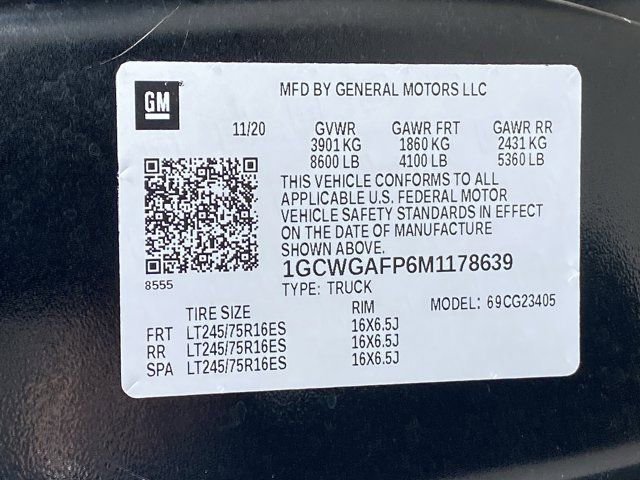 GM
MFD BY GENERAL MOTORS LLC
11/20 GVWR GAWR FRT GAWR RR
3901 KG 1860 KG 2431 KG
8600 LB 4100 LB 5360 LB
THIS VEHICLE CONFORMS TO ALL
APPLICABLE U.S. FEDERAL MOTOR
VEHICLE SAFETY STANDARDS IN EFFECT
ON THE DATE OF MANUFACTURE
SHOWN ABOVE.
8555
1GCWGAFP6M1178639
TYPE: TRUCK
MODEL: 69CG23405
TIRE SIZE RIM
FRT LT245/75R16ES 16X6.5J
RR LT245/75R16ES 16X6.5J
SPA LT245/75R16ES 16X6.5J